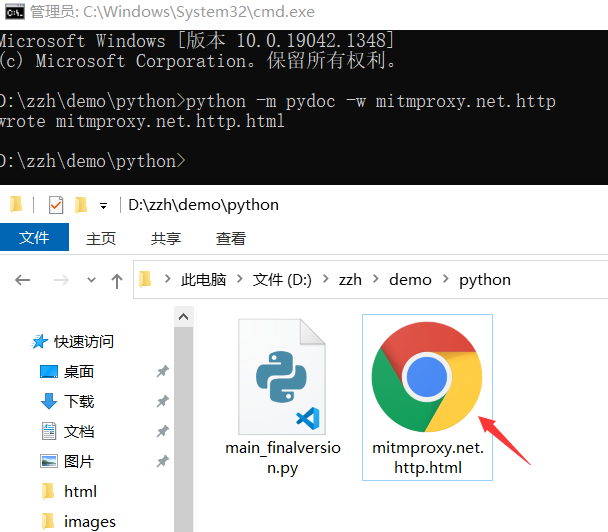 管理员: C:\Windows\System32\cmd.exe
Microsoft Windows [版本 10.0.19042.1348]
(c) Microsoft Corporation。保留所有权利。
D:\zzh\demo\python>python -m pydoc -w mitmproxy.net.http
wrote mitmproxy.net.http.html
D:\zzh\demo\python>
D:\zzh\demo\python
文件 主页 共享 查看
此电脑 文件 (D:) zzh demo python
快速访问
桌面
下载
文档
图片
html
images
main_finalversio
n.py
mitmproxy.net.
http.html